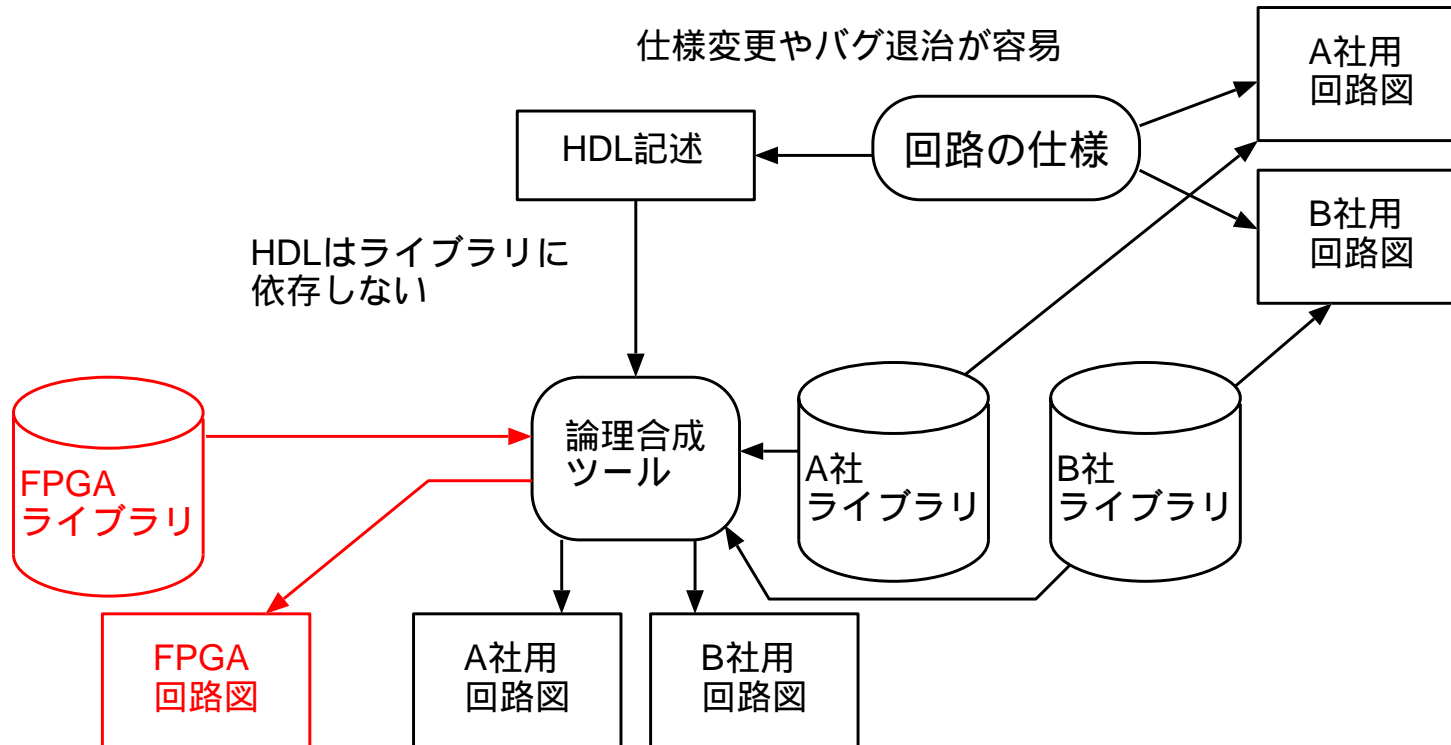 仕様変更やバグ退治が容易
A社用
回路図
HDL記述
回路の仕様
B社用
回路図
HDLはライブラリに
依存しない
FPGA
ライブラリ
論理合成
ツール
A社
ライブラリ
B社
ライブラリ
FPGA
回路図
A社用
回路図
B社用
回路図